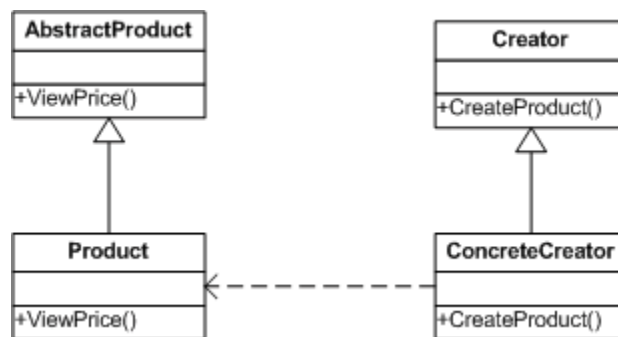 AbstractProduct
+ViewPrice()
Creator
+CreateProduct()
Product
+ViewPrice()
ConcreteCreator
+CreateProduct()